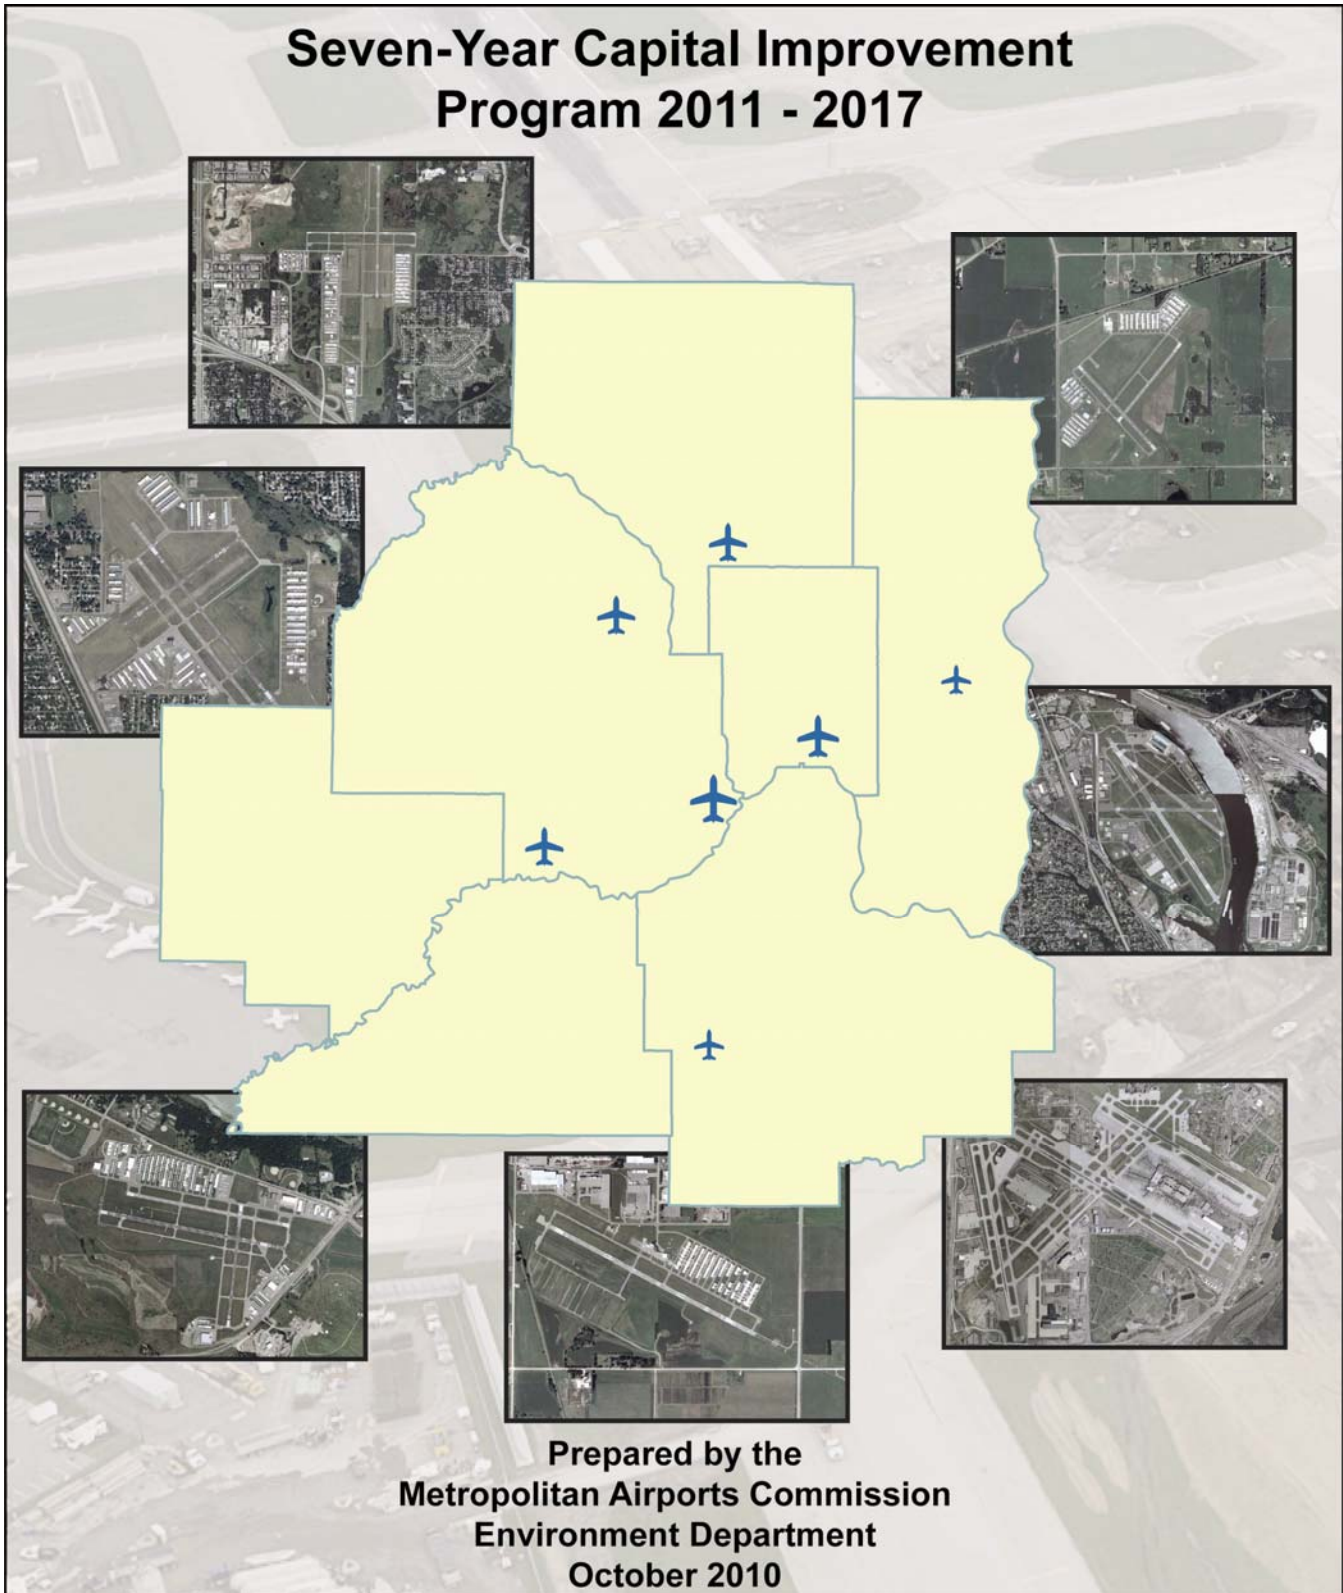 Seven-Year Capital Improvement
Program 2011 - 2017
Prepared by the
Metropolitan Airports Commission
Environment Department
October 2010